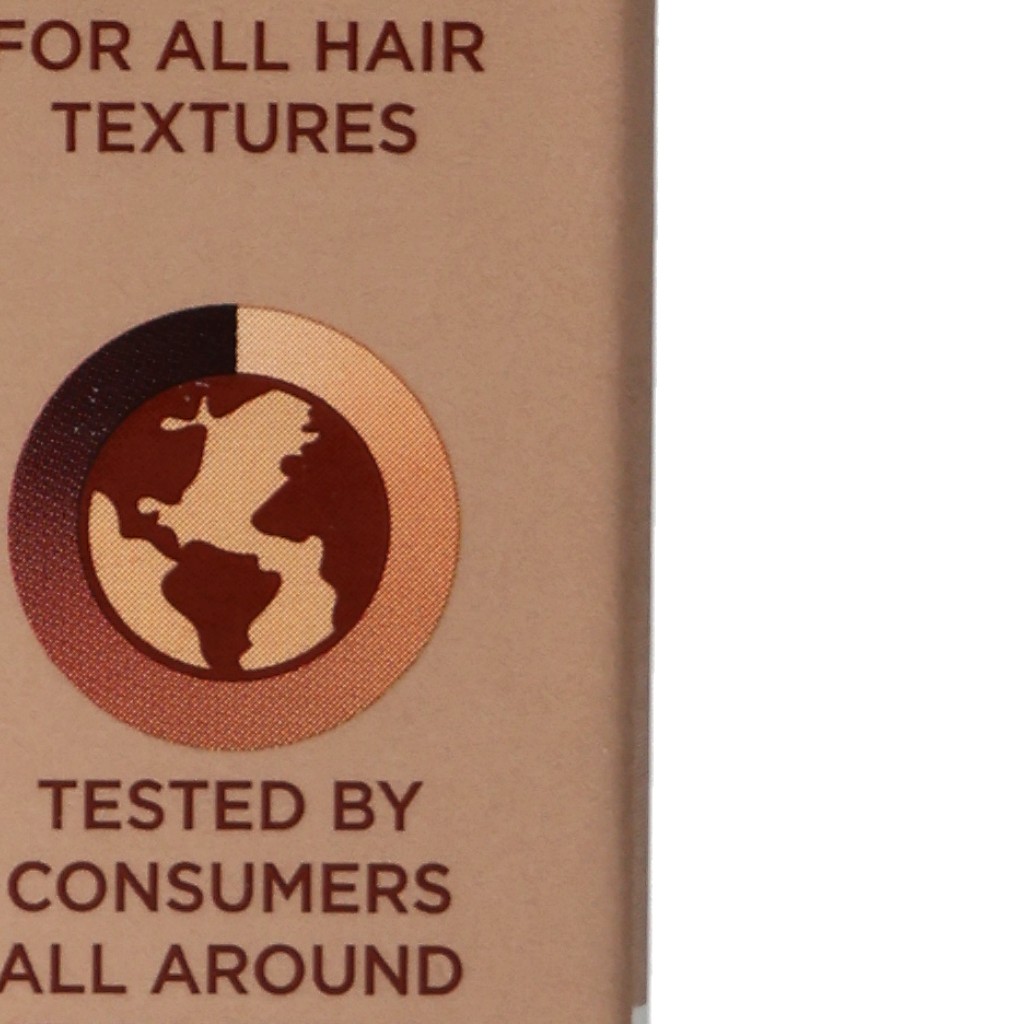 FOR ALL HAIR
TEXTURES
TESTED BY
CONSUMERS
ALL AROUND